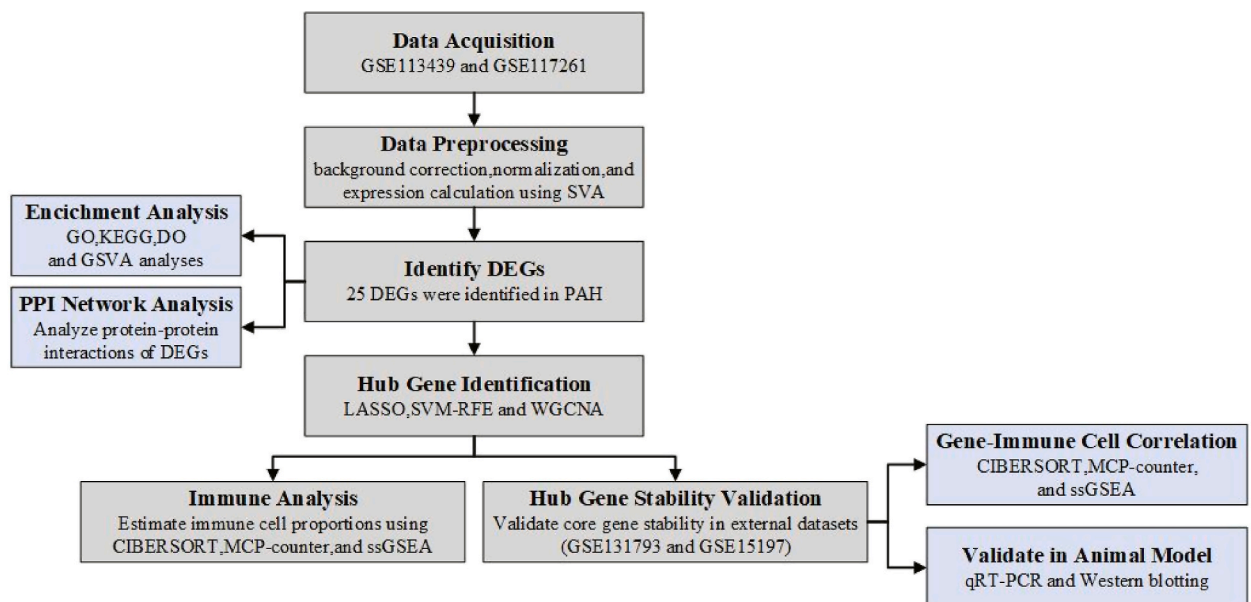 Data Acquisition
GSE113439 and GSE117261
Data Preprocessing
background correction,normalization,and
expression calculation using SVA
Encichment Analysis
GO,KEGG,DO
and GSVA analyses
Identify DEGs
25 DEGs were identified in PAH
PPI Network Analysis
Analyze protein-protein
interactions of DEGs
Hub Gene Identification
LASSO,SVM-RFE and WGCNA
Immune Analysis
Estimate immune cell proportions using
CIBERSORT,MCP-counter,and ssGSEA
Hub Gene Stability Validation
Validate core gene stability in external datasets
(GSE131793 and GSE15197)
Gene-Immune Cell Correlation
CIBERSORT,MCP-counter,
and ssGSEA
Validate in Animal Model
qRT-PCR and Western blotting